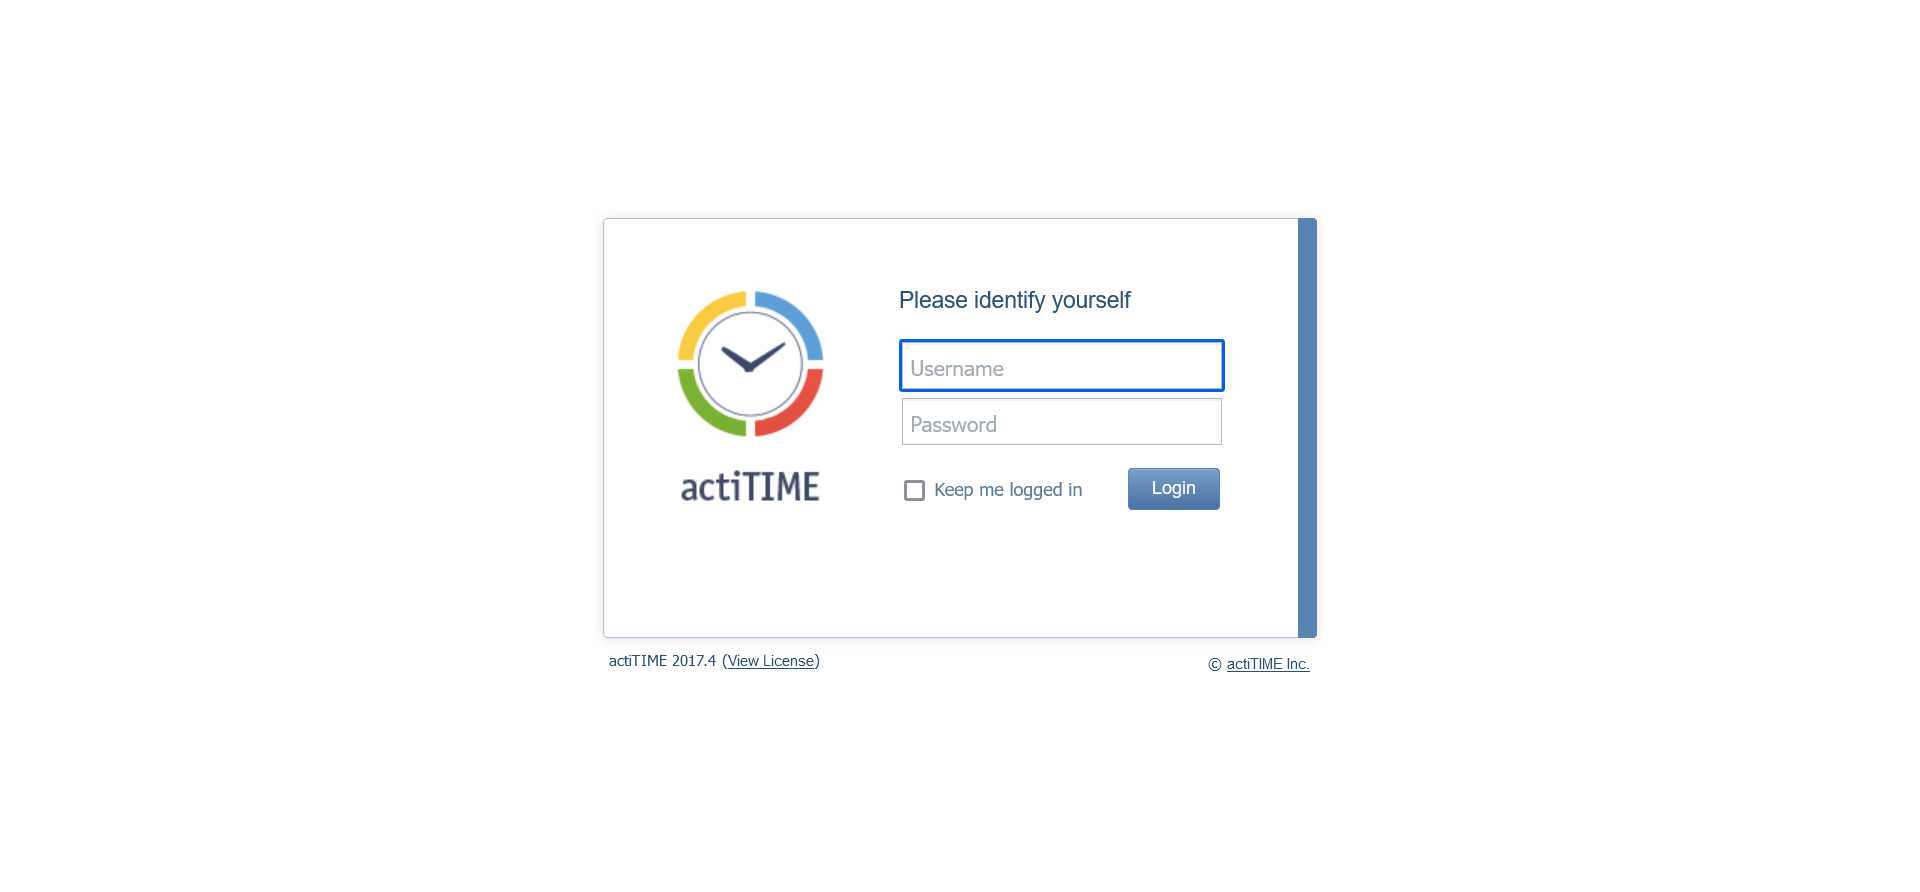 Please identify yourself
Username
Password
actiTIME
Keep me logged in
Login
actiTIME 2017.4 (View License)
© actiTIME Inc.